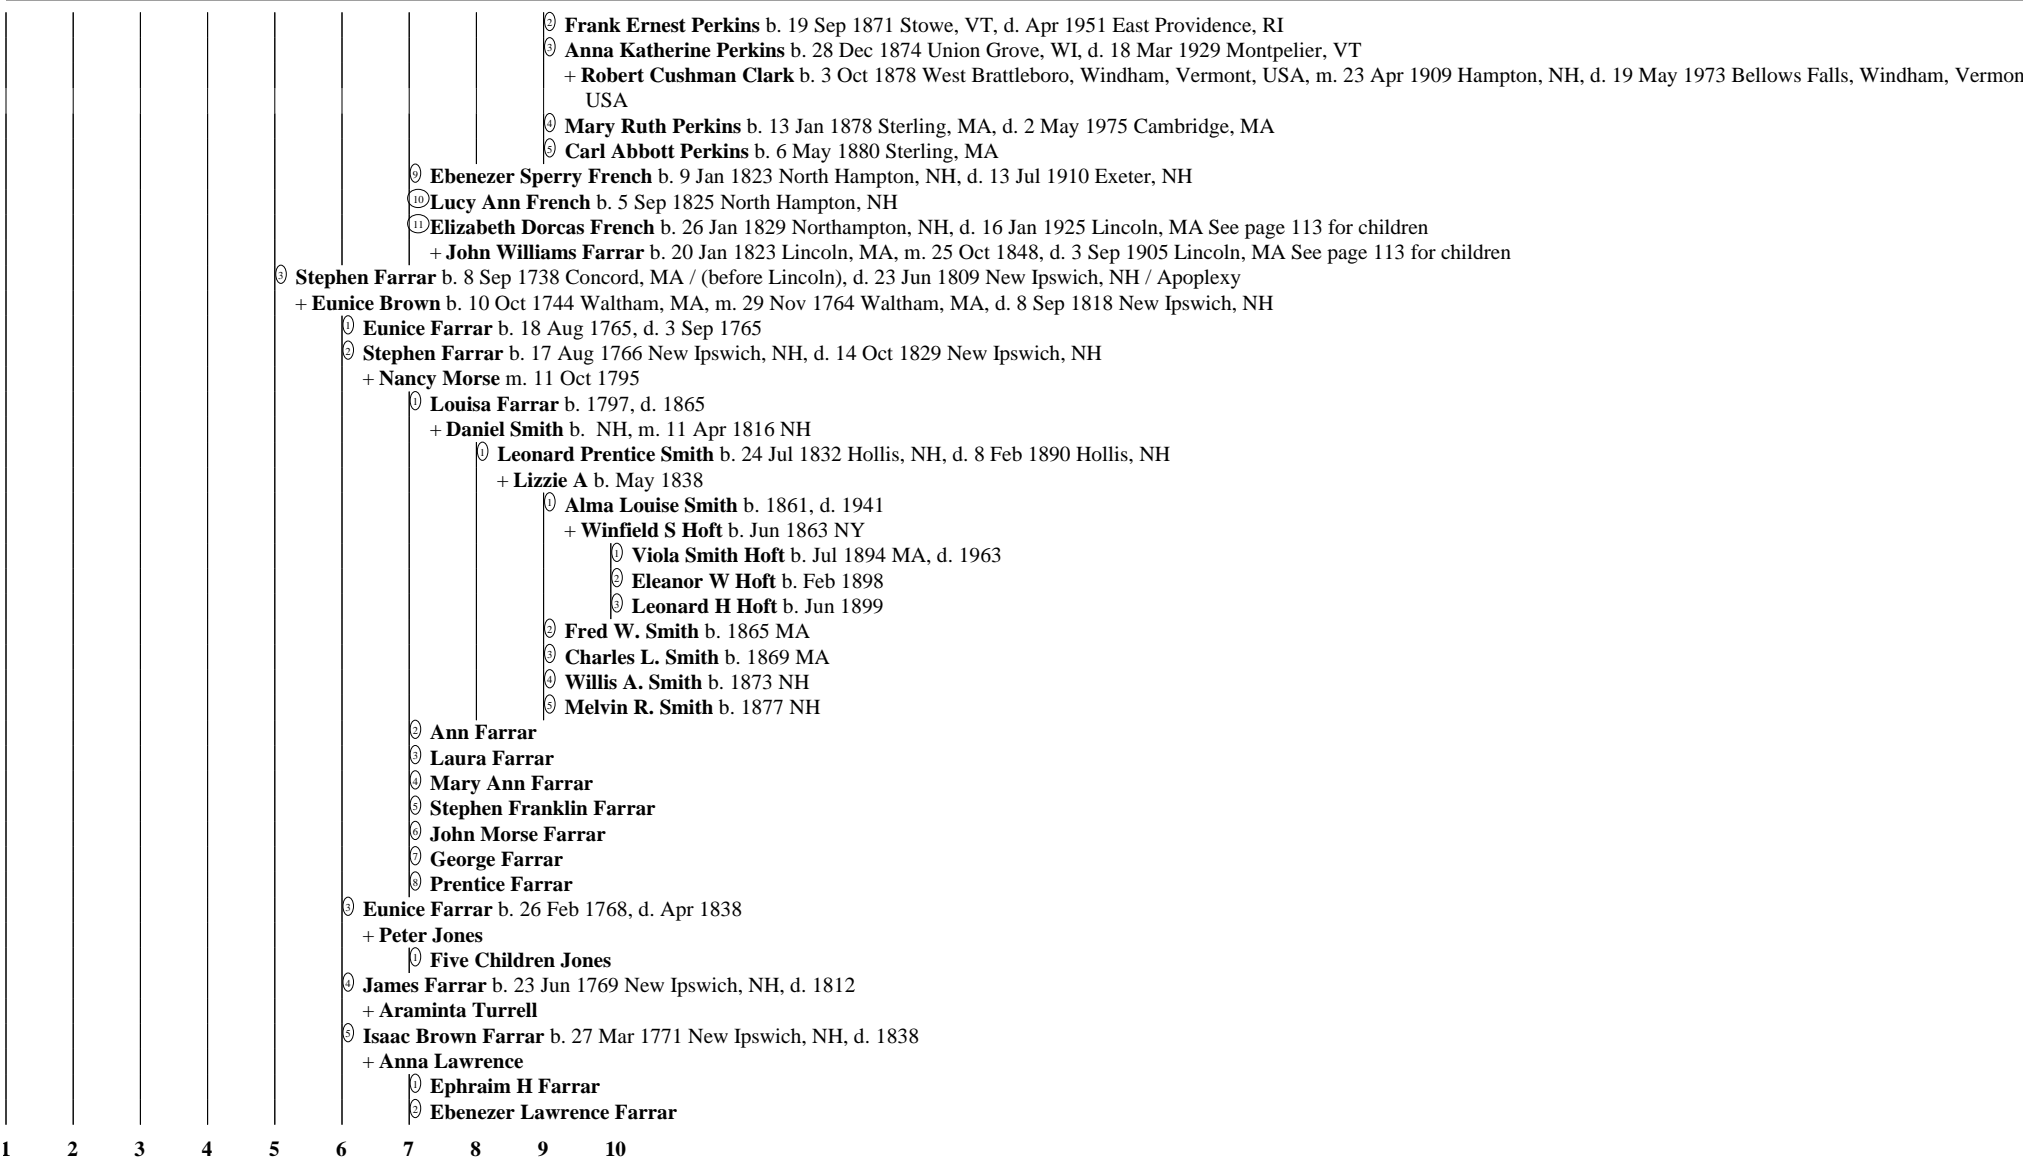 2 Frank Ernest Perkins b. 19 Sep 1871 Stowe, VT, d. Apr 1951 East Providence, RI
3 Anna Katherine Perkins b. 28 Dec 1874 Union Grove, WI, d. 18 Mar 1929 Montpelier, VT
+ Robert Cushman Clark b. 3 Oct 1878 West Brattleboro, Windham, Vermont, USA, m. 23 Apr 1909 Hampton, NH, d. 19 May 1973 Bellows Falls, Windham, Vermon
USA
4 Mary Ruth Perkins b. 13 Jan 1878 Sterling, MA, d. 2 May 1975 Cambridge, MA
5 Carl Abbott Perkins b. 6 May 1880 Sterling, MA
9 Ebenezer Sperry French b. 9 Jan 1823 North Hampton, NH, d. 13 Jul 1910 Exeter, NH
10 Lucy Ann French b. 5 Sep 1825 North Hampton, NH
11 Elizabeth Dorcas French b. 26 Jan 1829 Northampton, NH, d. 16 Jan 1925 Lincoln, MA See page 113 for children
+ John Williams Farrar b. 20 Jan 1823 Lincoln, MA, m. 25 Oct 1848, d. 3 Sep 1905 Lincoln, MA See page 113 for children
3 Stephen Farrar b. 8 Sep 1738 Concord, MA / (before Lincoln), d. 23 Jun 1809 New Ipswich, NH / Apoplexy
+ Eunice Brown b. 10 Oct 1744 Waltham, MA, m. 29 Nov 1764 Waltham, MA, d. 8 Sep 1818 New Ipswich, NH
1 Eunice Farrar b. 18 Aug 1765, d. 3 Sep 1765
2 Stephen Farrar b. 17 Aug 1766 New Ipswich, NH, d. 14 Oct 1829 New Ipswich, NH
+ Nancy Morse m. 11 Oct 1795
1 Louisa Farrar b. 1797, d. 1865
+ Daniel Smith b.  NH, m. 11 Apr 1816 NH
1 Leonard Prentice Smith b. 24 Jul 1832 Hollis, NH, d. 8 Feb 1890 Hollis, NH
+ Lizzie A b. May 1838
1 Alma Louise Smith b. 1861, d. 1941
+ Winfield S Hoft b. Jun 1863 NY
1 Viola Smith Hoft b. Jul 1894 MA, d. 1963
2 Eleanor W Hoft b. Feb 1898
3 Leonard H Hoft b. Jun 1899
2 Fred W. Smith b. 1865 MA
3 Charles L. Smith b. 1869 MA
4 Willis A. Smith b. 1873 NH
5 Melvin R. Smith b. 1877 NH
2 Ann Farrar
3 Laura Farrar
4 Mary Ann Farrar
5 Stephen Franklin Farrar
6 John Morse Farrar
7 George Farrar
8 Prentice Farrar
3 Eunice Farrar b. 26 Feb 1768, d. Apr 1838
+ Peter Jones
1 Five Children Jones
4 James Farrar b. 23 Jun 1769 New Ipswich, NH, d. 1812
+ Araminta Turrell
5 Isaac Brown Farrar b. 27 Mar 1771 New Ipswich, NH, d. 1838
+ Anna Lawrence
1 Ephraim H Farrar
2 Ebenezer Lawrence Farrar
1 2 3 4 5 6 7 8 9 10